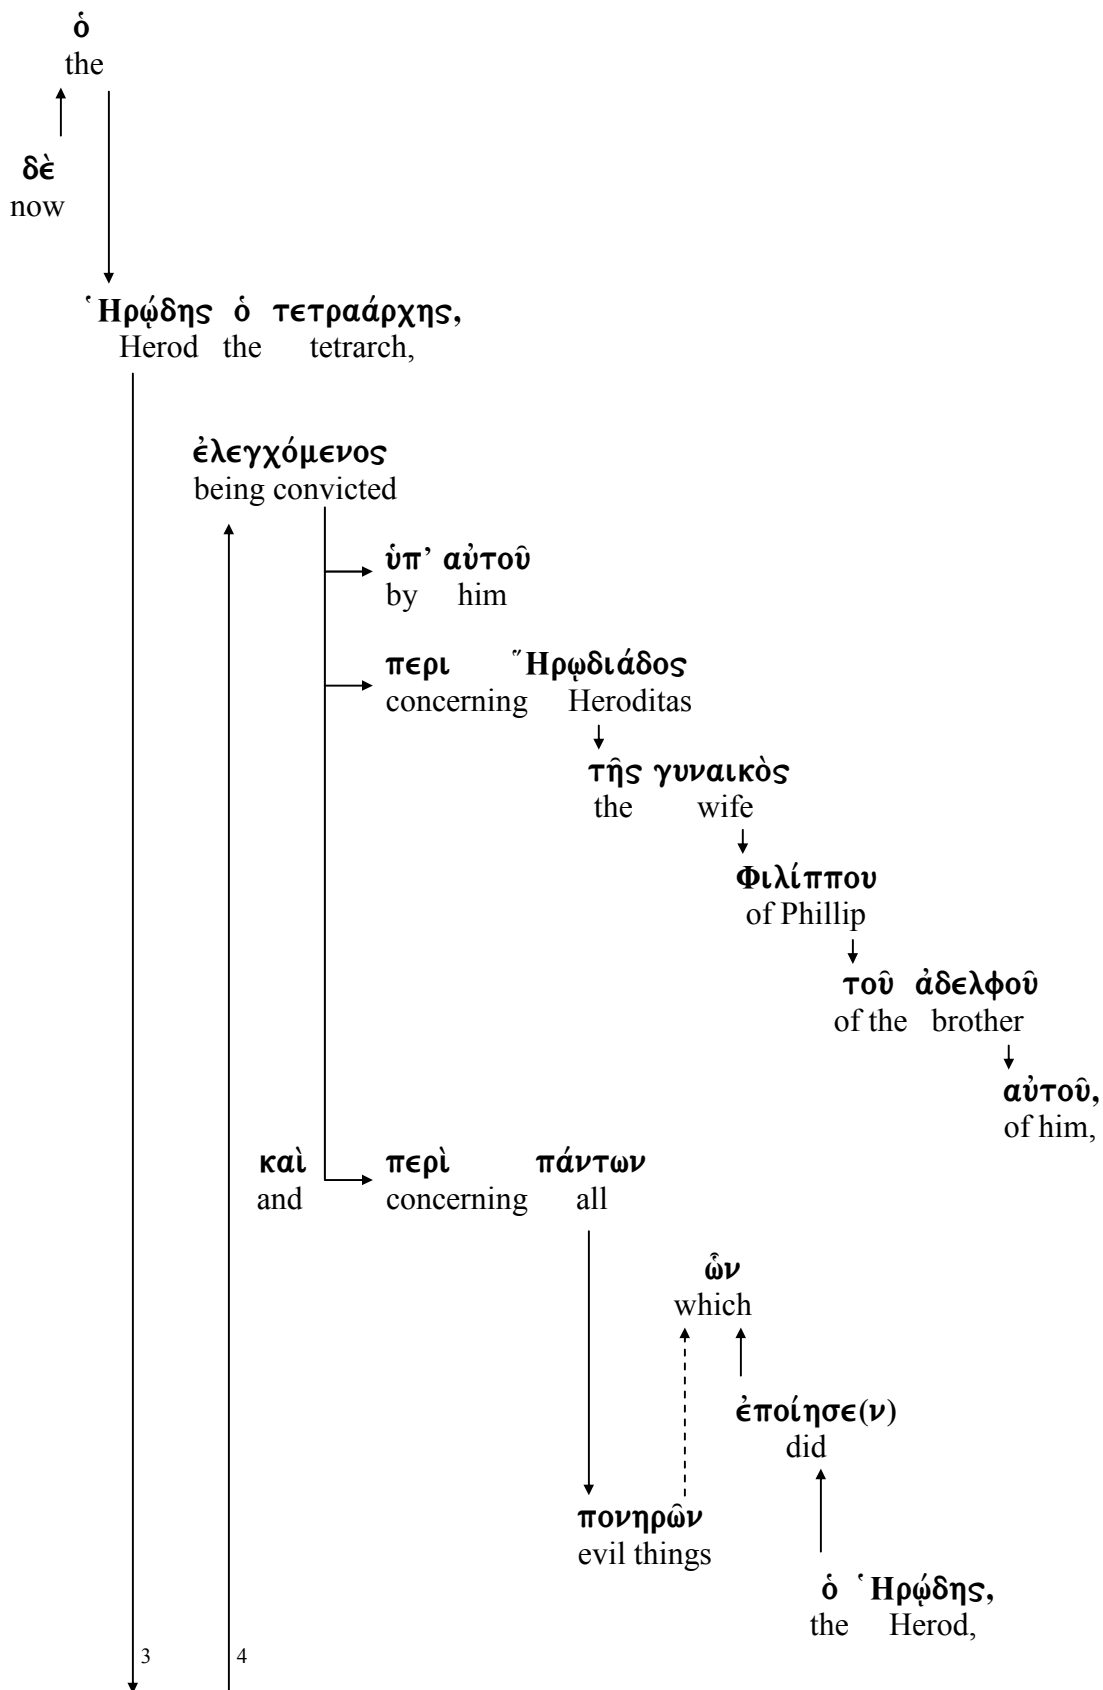 ὁ
the
δὲ
now
Ἡρῴδης ὁ τετραάρχης,
Herod the tetrarch,
ἐλεγχόμενος
being convicted
ὑπ’ αὐτοῦ
by him
περι Ἥρῳδιάδος
concerning Heroditas
τῆς γυναικὸς
the wife
Φιλίππου
of Phillip
τοῦ ἀδελφοῦ
of the brother
αὐτοῦ,
of him,
καὶ περὶ πάντων
and concerning all
ὧν
which
ἐποίησε(ν)
did
πονηρῶν
evil things
ὁ Ἡρῴδης,
the Herod,
3 4